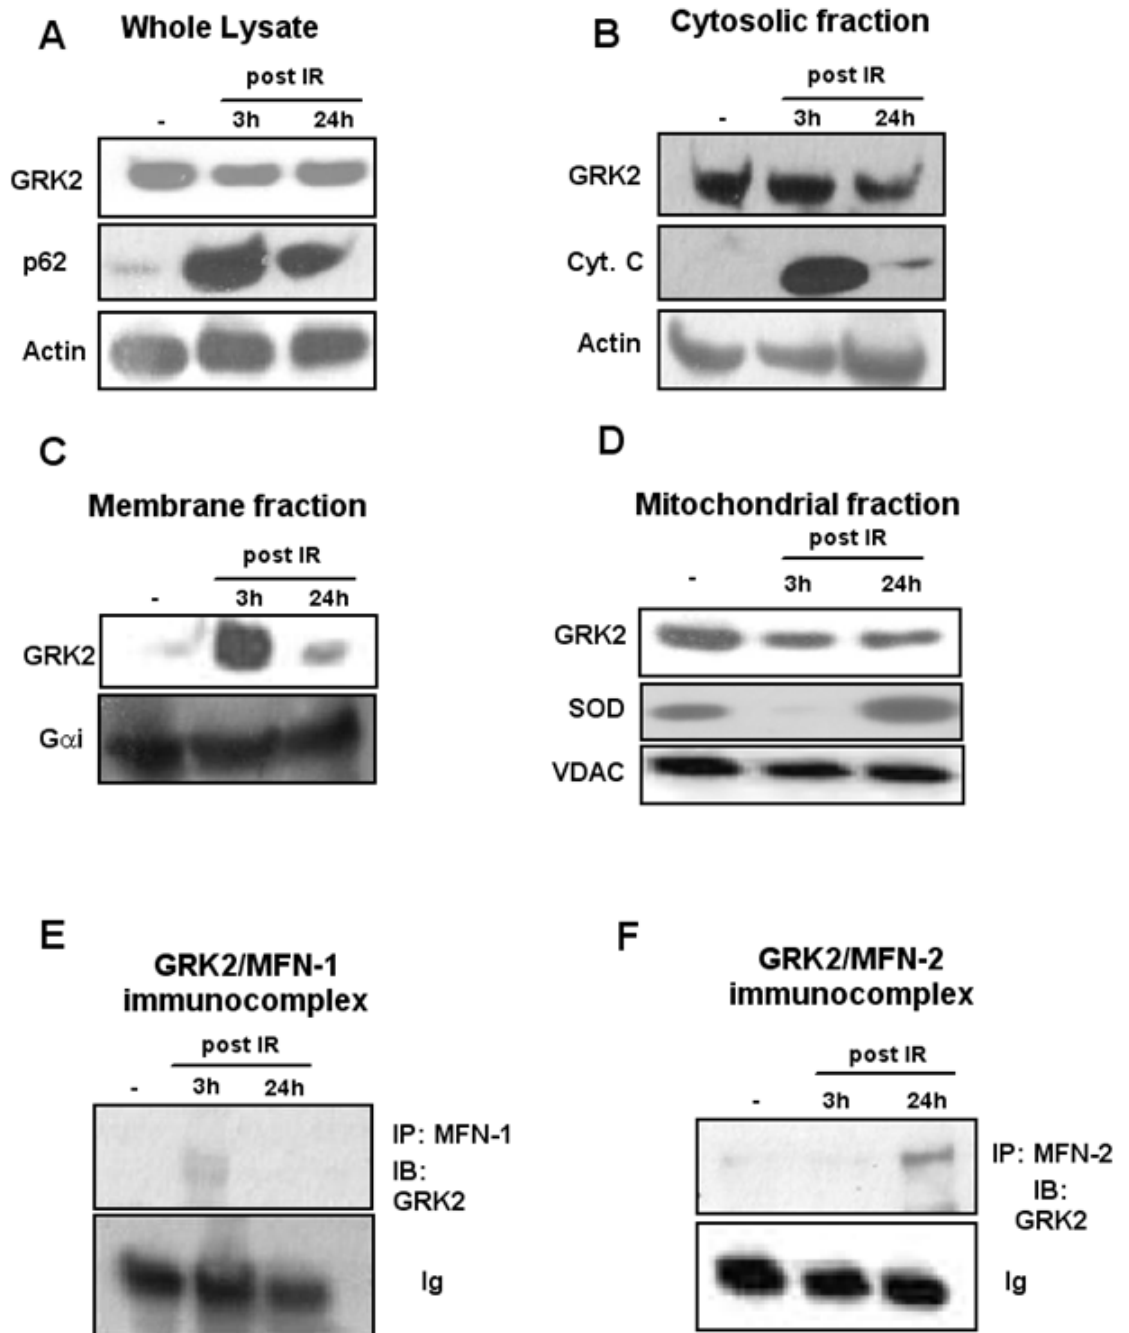 A
Whole Lysate
post IR
- 3h 24h
GRK2
p62
Actin
B
Cytosolic fraction
post IR
- 3h 24h
GRK2
Cyt. C
Actin
C
Membrane fraction
post IR
- 3h 24h
GRK2
Gαi
D
Mitochondrial fraction
post IR
- 3h 24h
GRK2
SOD
VDAC
E
GRK2/MFN-1
immunocomplex
post IR
- 3h 24h
IP: MFN-1
IB:
GRK2
Ig
F
GRK2/MFN-2
immunocomplex
post IR
- 3h 24h
IP: MFN-2
IB:
GRK2
Ig